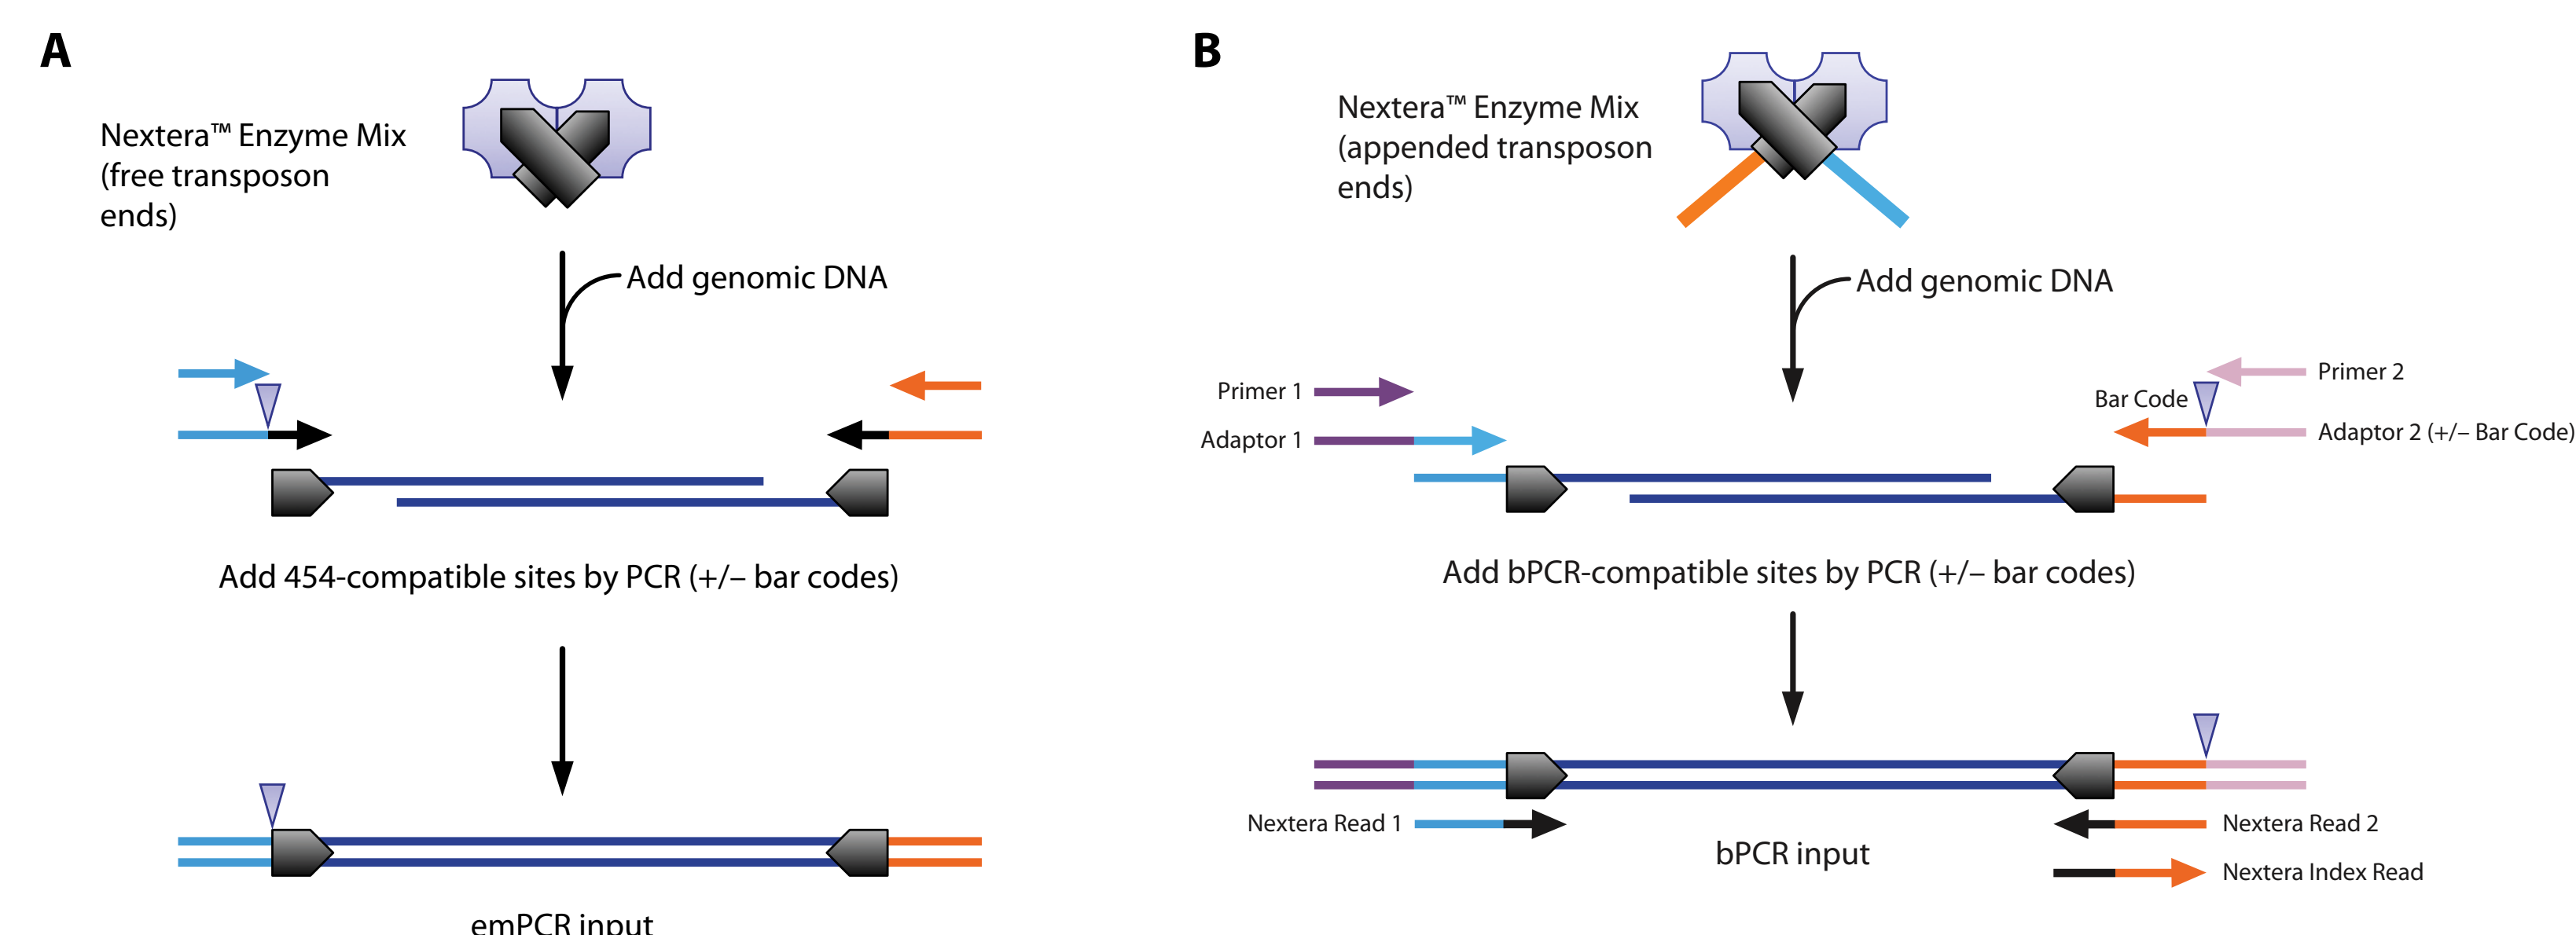 A
Nextera™ Enzyme Mix
(free transposon
ends)
Add genomic DNA
Add 454-compatible sites by PCR (+/– bar codes)
emPCR input
B
Nextera™ Enzyme Mix
(appended transposon
ends)
Add genomic DNA
Primer 1
Adaptor 1
Primer 2
Bar Code
Adaptor 2 (+/– Bar Code)
Add bPCR-compatible sites by PCR (+/– bar codes)
Nextera Read 1
bPCR input
Nextera Read 2
Nextera Index Read